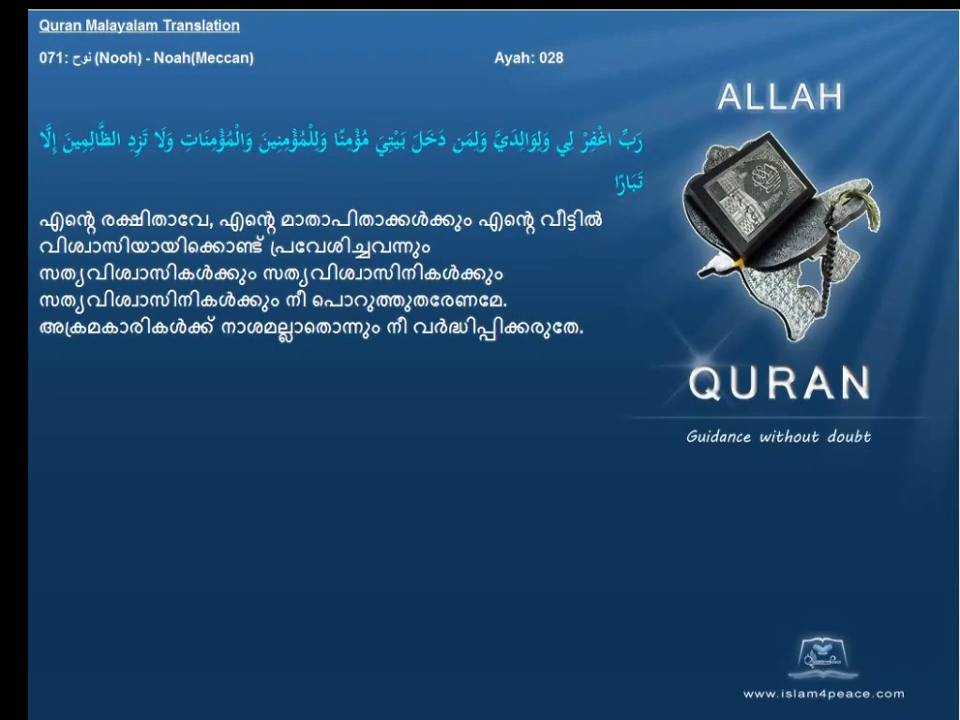 Quran Malayalam Translation
071: نوح (Nooh) - Noah(Meccan) Ayah: 028
ALLAH
رَبِّ اغْفِرْ لِي وَلِوَالِدَيَّ وَلِمَن دَخَلَ بَيْتِيَ مُؤْمِنًا وَلِلْمُؤْمِنِينَ وَالْمُؤْمِنَاتِ وَلَا تَزِدِ الظَّالِمِينَ إِلَّا
تَبَارًا
എന്റെ രക്ഷിതാവേ, എന്റെ മാതാപിതാക്കൾക്കും എന്റെ വീട്ടിൽ
വിശ്വാസിയായിക്കൊണ്ട് പ്രവേശിച്ചവന്നും
സത്യവിശ്വാസികൾക്കും സത്യവിശ്വാസിനികൾക്കും
സത്യവിശ്വാസിനികൾക്കും നീ പൊറുത്തുതരേണമേ.
അക്രമകാരികൾക്ക് നാശമല്ലാതൊന്നും നീ വർദ്ധിപ്പിക്കരുതേ.
QURAN
Guidance without doubt
www.islam4peace.com